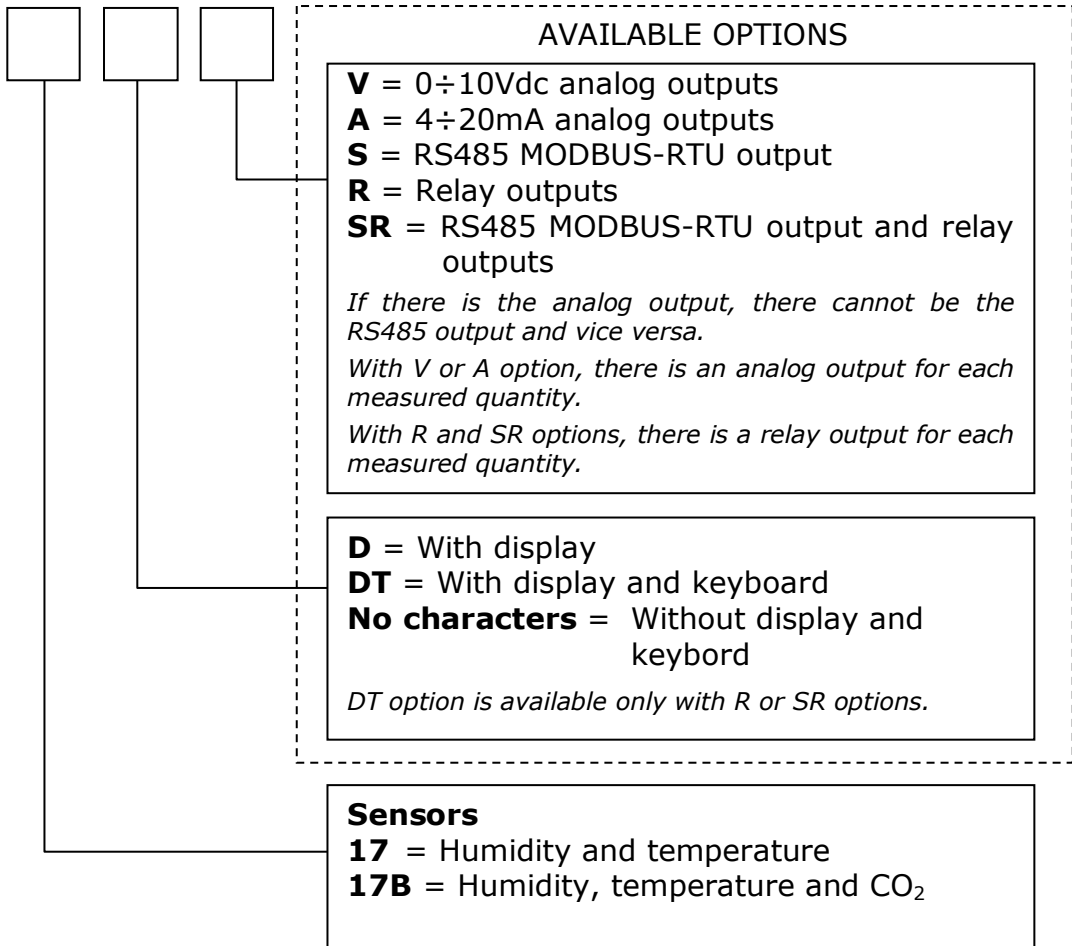 AVAILABLE OPTIONS
V = 0÷10Vdc analog outputs
A = 4÷20mA analog outputs
S = RS485 MODBUS-RTU output
R = Relay outputs
SR = RS485 MODBUS-RTU output and relay
outputs
If there is the analog output, there cannot be the
RS485 output and vice versa.
With V or A option, there is an analog output for each
measured quantity.
With R and SR options, there is a relay output for each
measured quantity.
D = With display
DT = With display and keyboard
No characters = Without display and
keybord
DT option is available only with R or SR options.
Sensors
17 = Humidity and temperature
17B = Humidity, temperature and CO₂